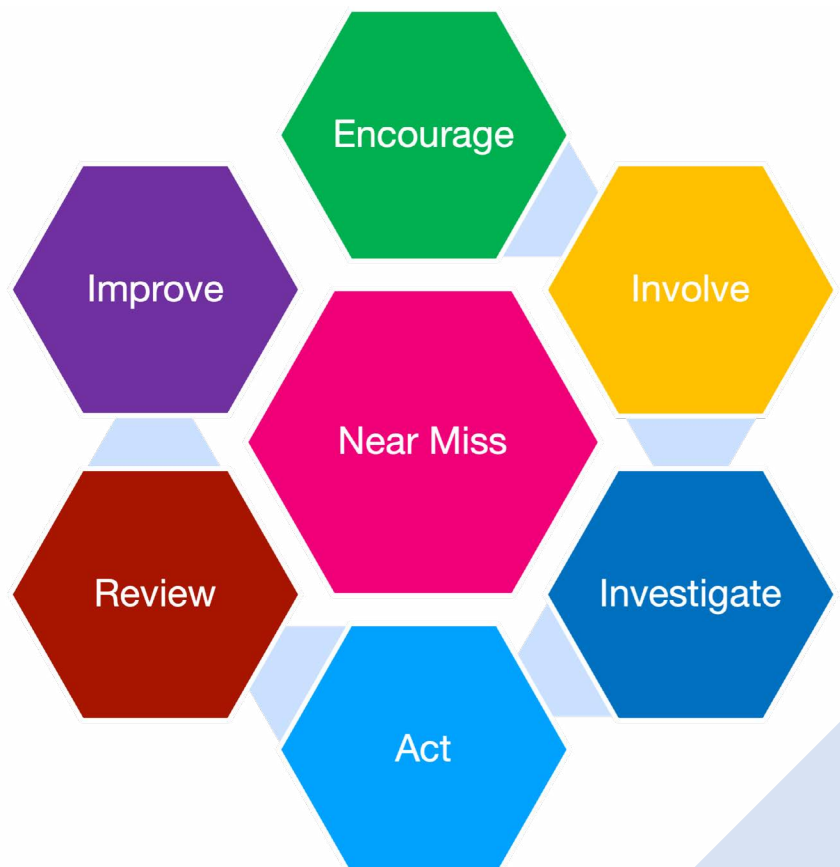 Encourage
Involve
Investigate
Act
Review
Improve
Near Miss